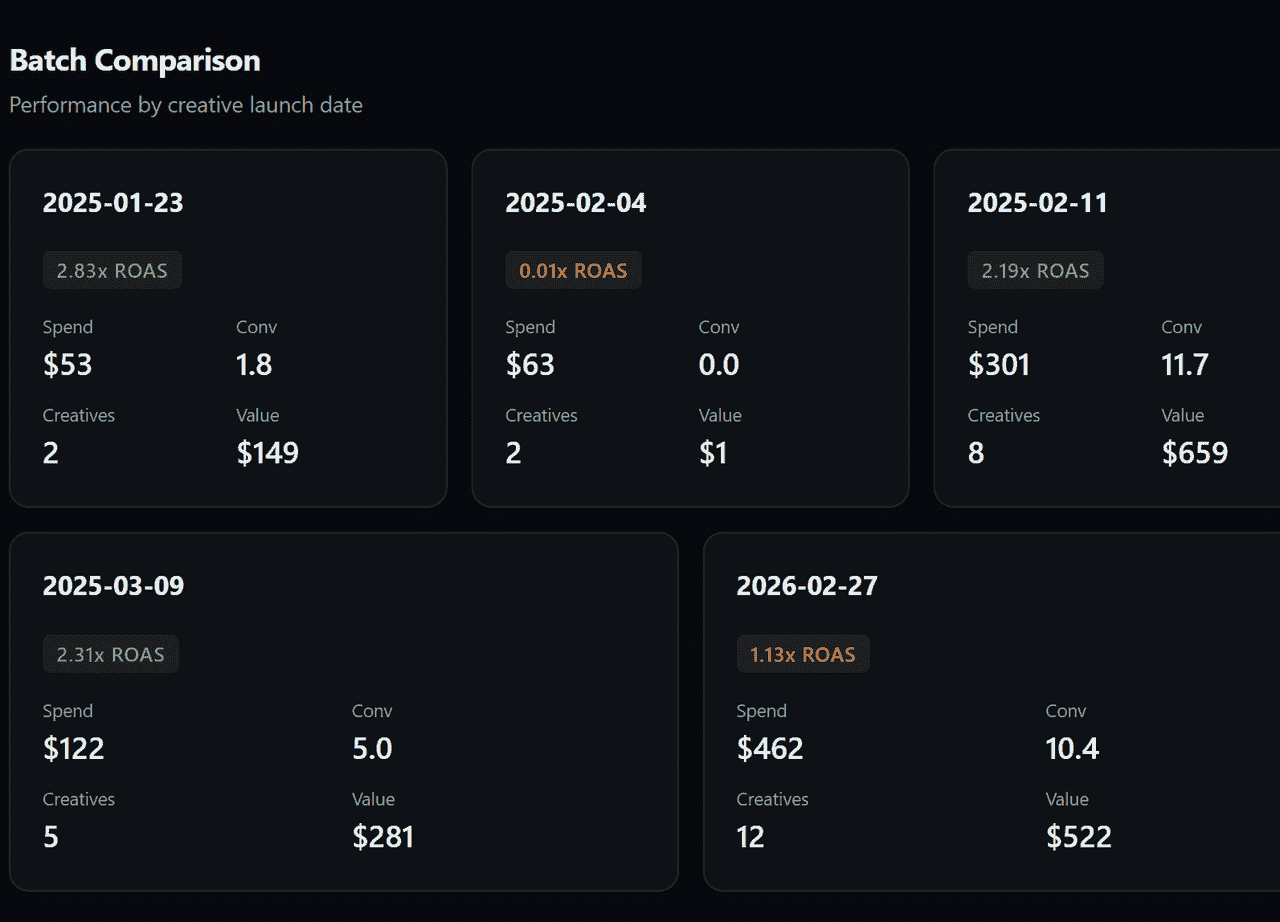 Batch Comparison
Performance by creative launch date
2025-01-23
2.83x ROAS
Spend
Conv
$53
1.8
Creatives
Value
2
$149
2025-02-04
0.01x ROAS
Spend
Conv
$63
0.0
Creatives
Value
2
$1
2025-02-11
2.19x ROAS
Spend
Conv
$301
11.7
Creatives
Value
8
$659
2025-03-09
2.31x ROAS
Spend
Conv
$122
5.0
Creatives
Value
5
$281
2026-02-27
1.13x ROAS
Spend
Conv
$462
10.4
Creatives
Value
12
$522